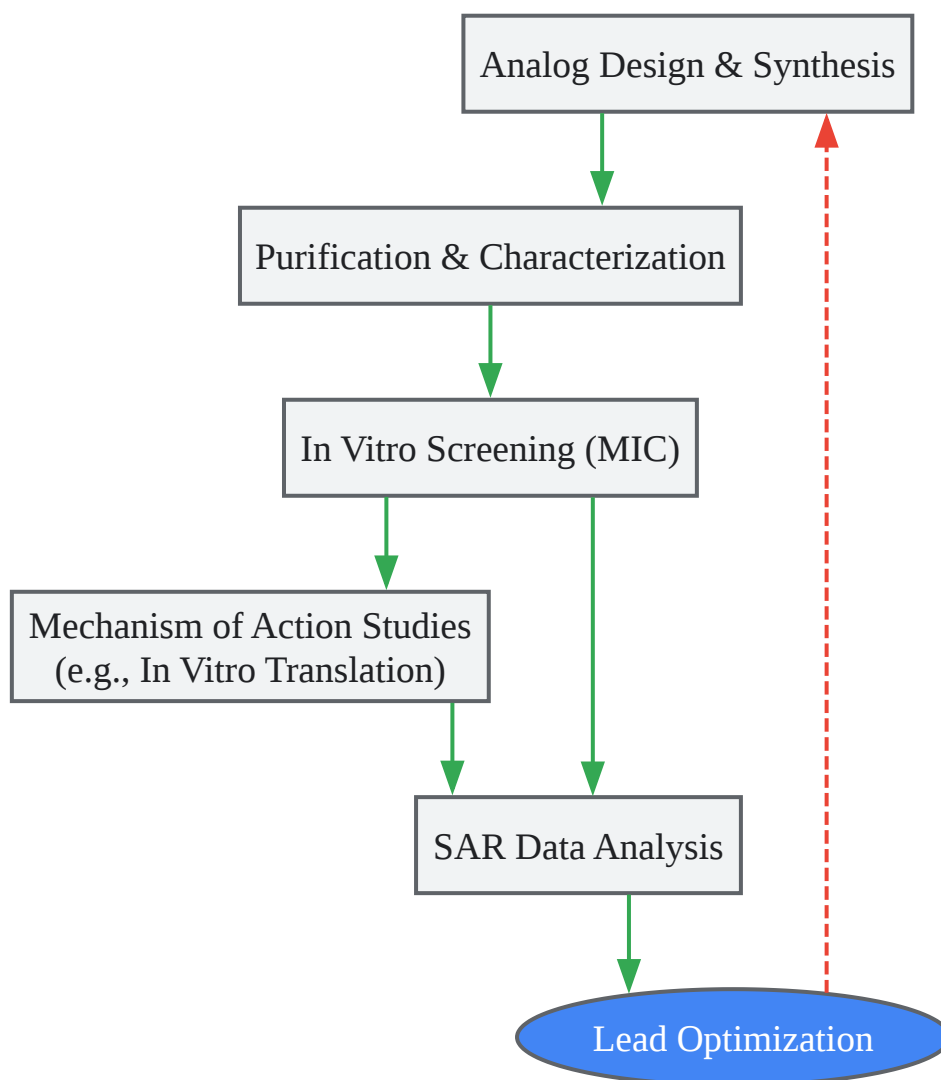 Analog Design & Synthesis
Purification & Characterization
In Vitro Screening (MIC)
Mechanism of Action Studies
(e.g., In Vitro Translation)
SAR Data Analysis
Lead Optimization